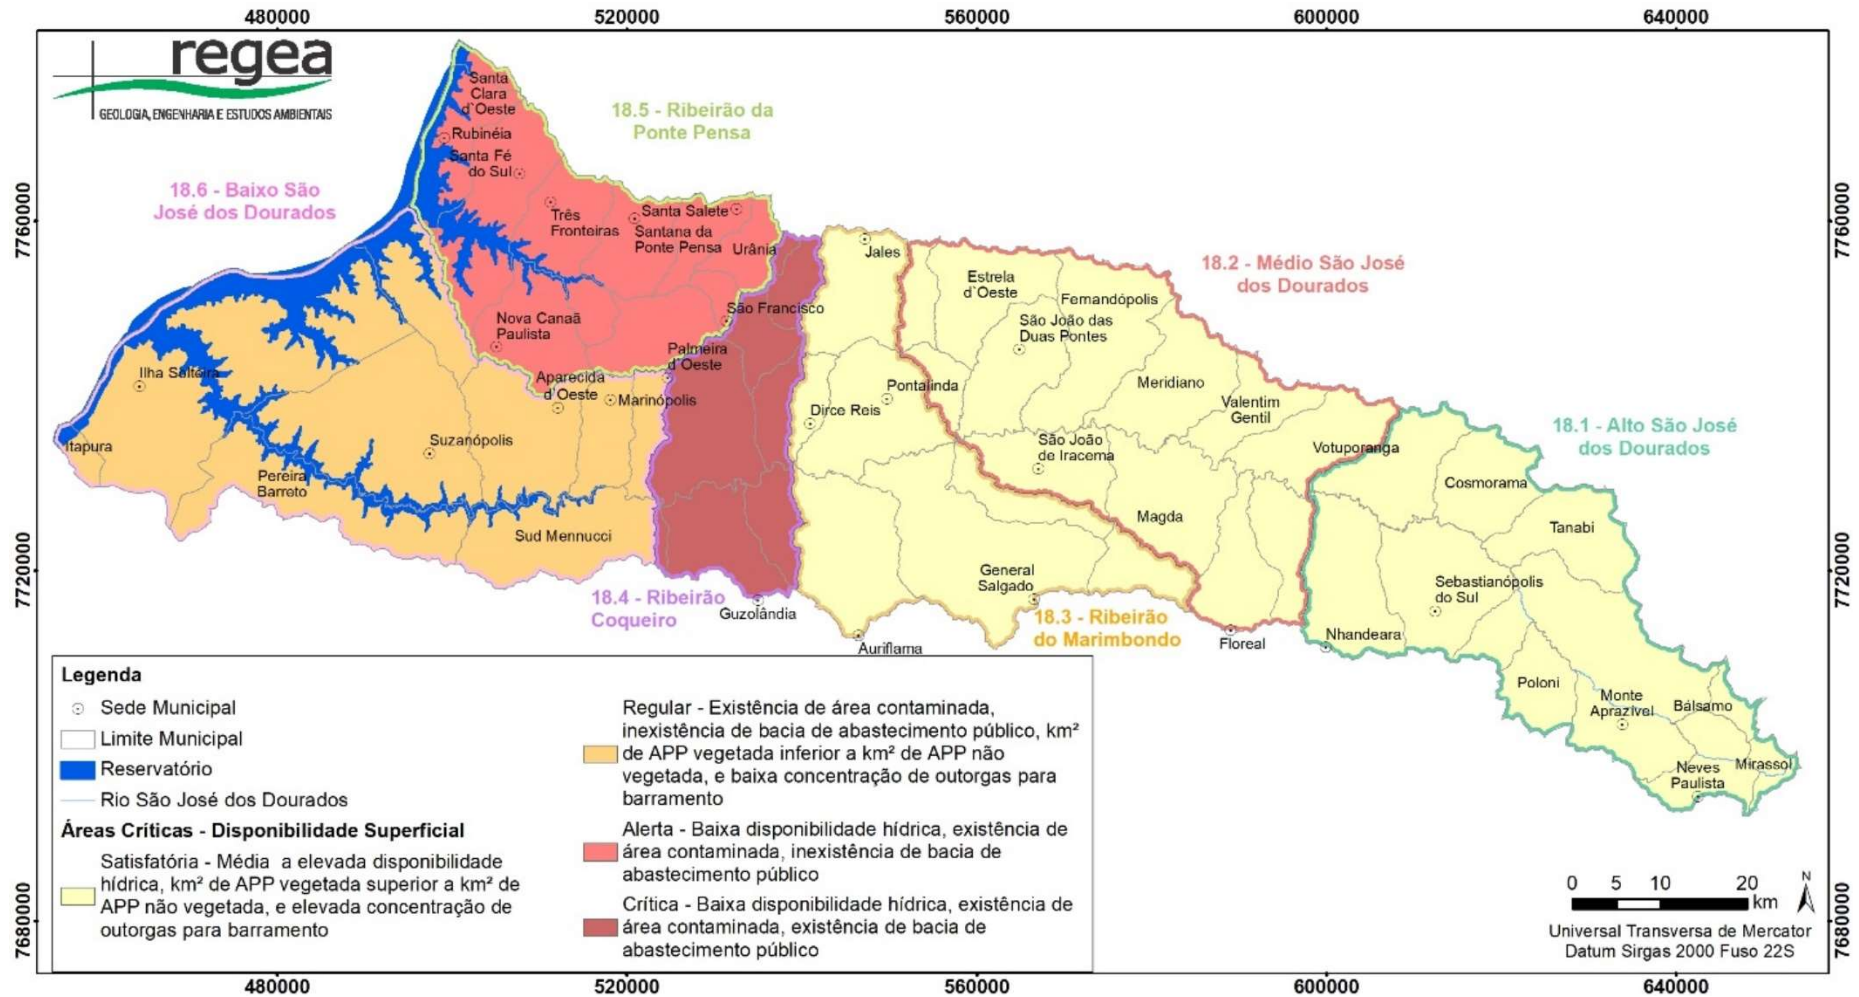 480000
520000
560000
600000
640000
regea
GEOLOGIA, ENGENHARIA E ESTUDOS AMBIENTAIS
7760000
7720000
7680000
7760000
7720000
7680000
18.5 - Ribeirão da
Ponte Pensa
18.6 - Baixo São
José dos Dourados
18.2 - Médio São José
dos Dourados
18.1 - Alto São José
dos Dourados
18.4 - Ribeirão
Coqueiro
18.3 - Ribeirão
do Marimbondo
Santa
Clara
d`Oeste
Rubinéia
Santa Fé
do Sul
Três
Fronteiras
Santa Salete
Santana da
Ponte Pensa
Urânia
Nova Canaã
Paulista
São Francisco
Palmeira
d`Oeste
Aparecida
d`Oeste
Marinópolis
Ilha Solteira
Itapura
Suzanópolis
Pereira
Barreto
Sud Mennucci
Guzolândia
Jales
Dirce Reis
Pontalinda
General
Salgado
Auriflama
Estrela
d`Oeste
Fernandópolis
São João das
Duas Pontes
Meridiano
Valentim
Gentil
São João
de Iracema
Magda
Votuporanga
Floreal
Cosmorama
Tanabi
Sebastianópolis
do Sul
Nhandeara
Poloni
Monte
Aprazível
Bálsamo
Neves
Paulista
Mirassol
Legenda
Sede Municipal
Limite Municipal
Reservatório
Rio São José dos Dourados
Áreas Críticas - Disponibilidade Superficial
Satisfatória - Média a elevada disponibilidade
hídrica, km² de APP vegetada superior a km² de
APP não vegetada, e elevada concentração de
outorgas para barramento
Regular - Existência de área contaminada,
inexistência de bacia de abastecimento público, km²
de APP vegetada inferior a km² de APP não
vegetada, e baixa concentração de outorgas para
barramento
Alerta - Baixa disponibilidade hídrica, existência de
área contaminada, inexistência de bacia de
abastecimento público
Crítica - Baixa disponibilidade hídrica, existência de
área contaminada, existência de bacia de
abastecimento público
0 5 10 20
km
N
Universal Transversa de Mercator
Datum Sirgas 2000 Fuso 22S
480000
520000
560000
600000
640000